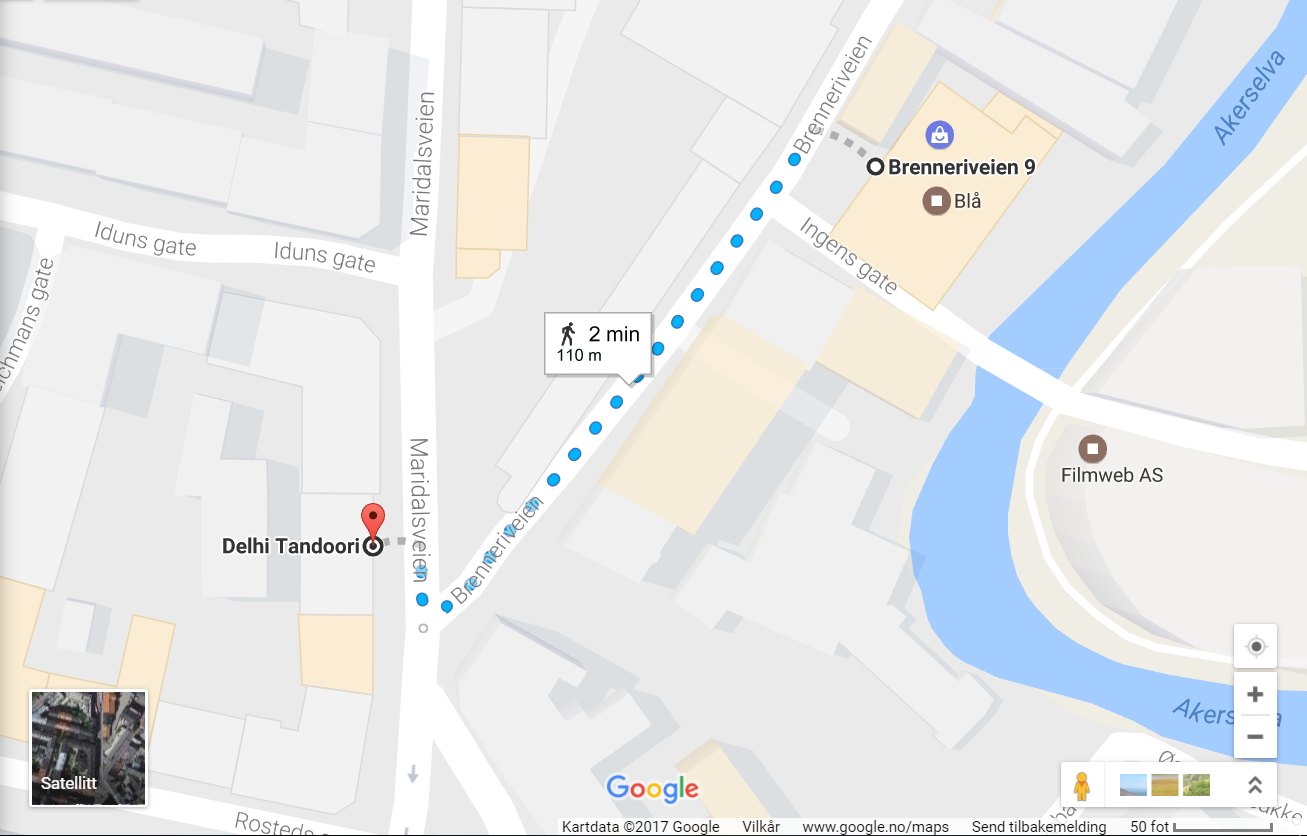 Brenneriveien
Akerselva
Maridalsveien
Brenneriveien 9
Blå
Iduns gate
Iduns gate
Ingens gate
2 min
110 m
Maridalsveien
Filmweb AS
Brenneriveien
Delhi Tandoori
Satellitt
Google
Rosteds
Kartdata ©2017 Google Vilkår www.google.no/maps Send tilbakemelding 50 fot